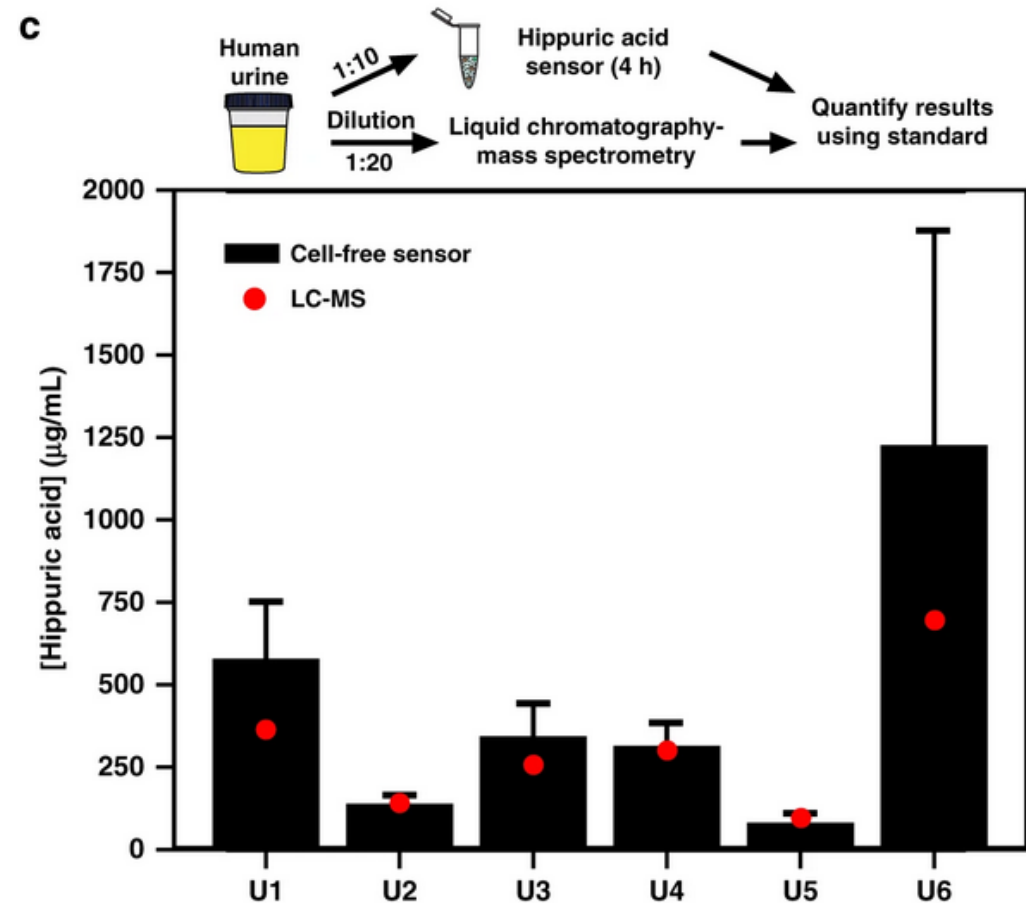 c
Human
urine
1:10
Dilution
1:20
Hippuric acid
sensor (4 h)
Liquid chromatography-
mass spectrometry
Quantify results
using standard
2000
1750
1500
1250
1000
750
500
250
0
[Hippuric acid] (μg/mL)
Cell-free sensor
LC-MS
U1 U2 U3 U4 U5 U6